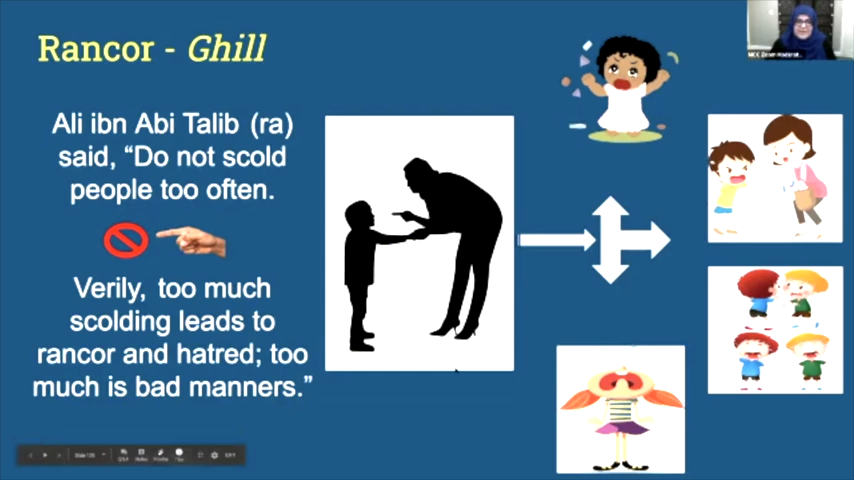 Rancor - Ghill
Ali ibn Abi Talib (ra)
said, “Do not scold
people too often.
Verily, too much
scolding leads to
rancor and hatred; too
much is bad manners.”